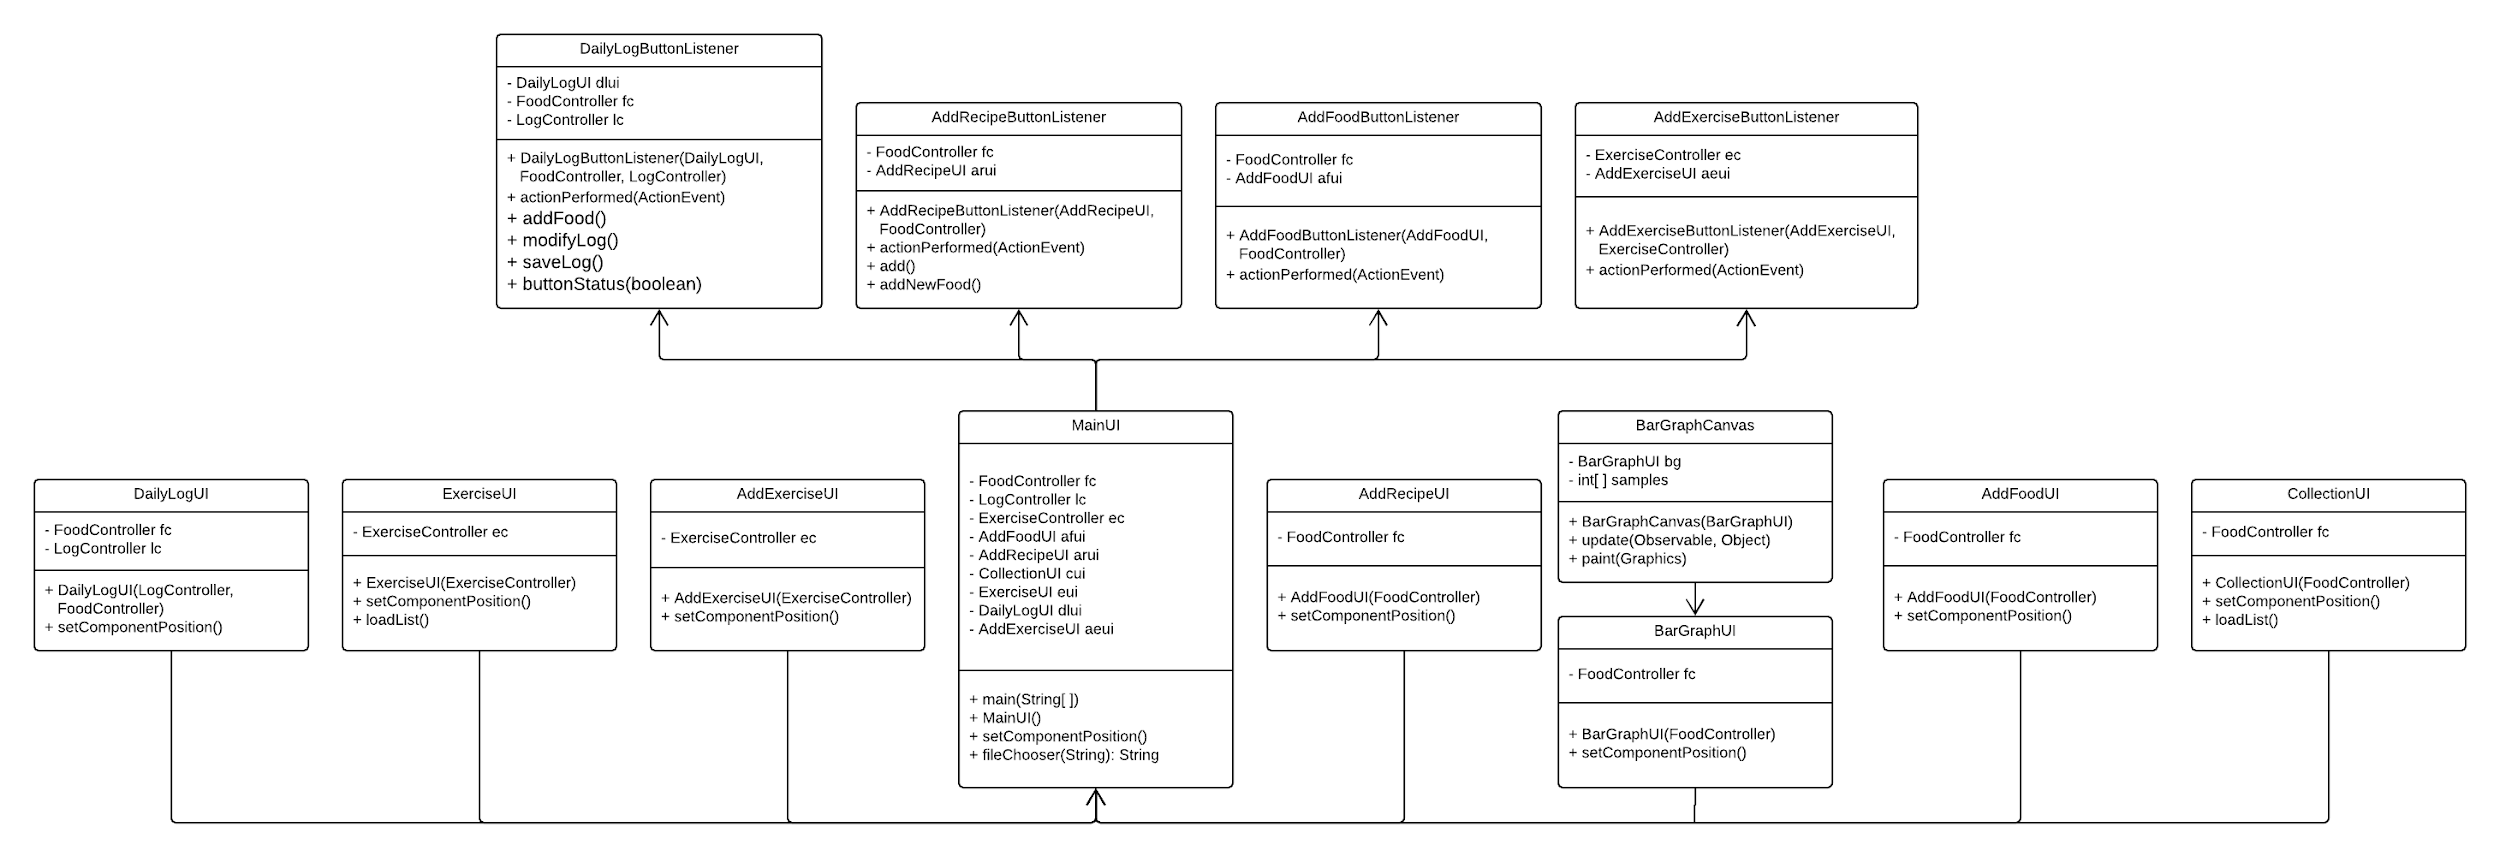 DailyLogButtonListener
- DailyLogUI dlui
- FoodController fc
- LogController lc
+ DailyLogButtonListener(DailyLogUI,
FoodController, LogController)
+ actionPerformed(ActionEvent)
+ addFood()
+ modifyLog()
+ saveLog()
+ buttonStatus(boolean)
AddRecipeButtonListener
- FoodController fc
- AddRecipeUI arui
+ AddRecipeButtonListener(AddRecipeUI,
FoodController)
+ actionPerformed(ActionEvent)
+ add()
+ addNewFood()
AddFoodButtonListener
- FoodController fc
- AddFoodUI afui
+ AddFoodButtonListener(AddFoodUI,
FoodController)
+ actionPerformed(ActionEvent)
AddExerciseButtonListener
- ExerciseController ec
- AddExerciseUI aeui
+ AddExerciseButtonListener(AddExerciseUI,
ExerciseController)
+ actionPerformed(ActionEvent)
DailyLogUI
- FoodController fc
- LogController lc
+ DailyLogUI(LogController,
FoodController)
+ setComponentPosition()
ExerciseUI
- ExerciseController ec
+ ExerciseUI(ExerciseController)
+ setComponentPosition()
+ loadList()
AddExerciseUI
- ExerciseController ec
+ AddExerciseUI(ExerciseController)
+ setComponentPosition()
MainUI
- FoodController fc
- LogController lc
- ExerciseController ec
- AddFoodUI afui
- AddRecipeUI arui
- CollectionUI cui
- ExerciseUI eui
- DailyLogUI dlui
- AddExerciseUI aeui
+ main(String[ ])
+ MainUI()
+ setComponentPosition()
+ fileChooser(String): String
AddRecipeUI
- FoodController fc
+ AddFoodUI(FoodController)
+ setComponentPosition()
BarGraphCanvas
- BarGraphUI bg
- int[ ] samples
+ BarGraphCanvas(BarGraphUI)
+ update(Observable, Object)
+ paint(Graphics)
BarGraphUI
- FoodController fc
+ BarGraphUI(FoodController)
+ setComponentPosition()
AddFoodUI
- FoodController fc
+ AddFoodUI(FoodController)
+ setComponentPosition()
CollectionUI
- FoodController fc
+ CollectionUI(FoodController)
+ setComponentPosition()
+ loadList()